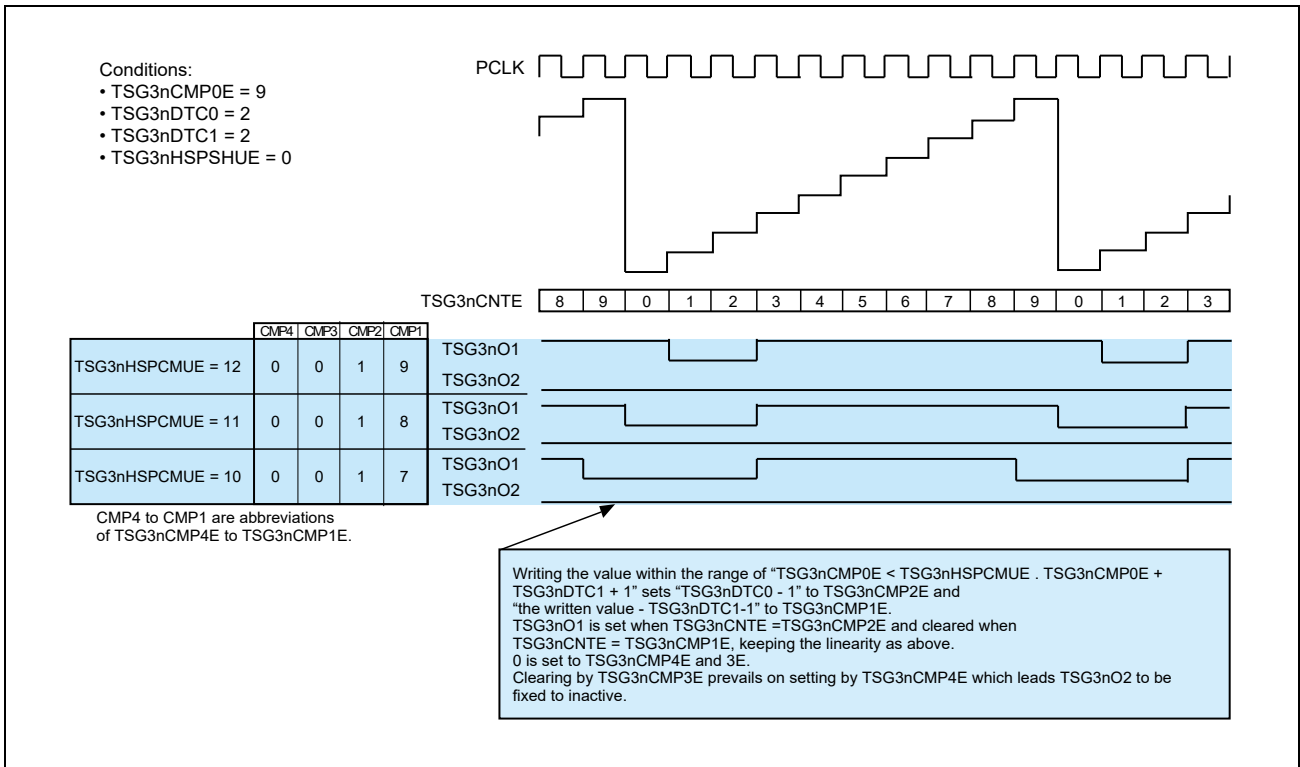 Conditions:
• TSG3nCMP0E = 9
• TSG3nDTC0 = 2
• TSG3nDTC1 = 2
• TSG3nHSPSHUE = 0
PCLK
TSG3nCNTE 8 9 0 1 2 3 4 5 6 7 8 9 0 1 2 3
CMP4 CMP3 CMP2 CMP1
TSG3nHSPCMUE = 12 0 0 1 9
TSG3nO1
TSG3nO2
TSG3nHSPCMUE = 11 0 0 1 8
TSG3nO1
TSG3nO2
TSG3nHSPCMUE = 10 0 0 1 7
TSG3nO1
TSG3nO2
CMP4 to CMP1 are abbreviations
of TSG3nCMP4E to TSG3nCMP1E.
Writing the value within the range of “TSG3nCMP0E < TSG3nHSPCMUE . TSG3nCMP0E +
TSG3nDTC1 + 1” sets “TSG3nDTC0 - 1” to TSG3nCMP2E and
“the written value - TSG3nDTC1-1” to TSG3nCMP1E.
TSG3nO1 is set when TSG3nCNTE =TSG3nCMP2E and cleared when
TSG3nCNTE = TSG3nCMP1E, keeping the linearity as above.
0 is set to TSG3nCMP4E and 3E.
Clearing by TSG3nCMP3E prevails on setting by TSG3nCMP4E which leads TSG3nO2 to be
fixed to inactive.